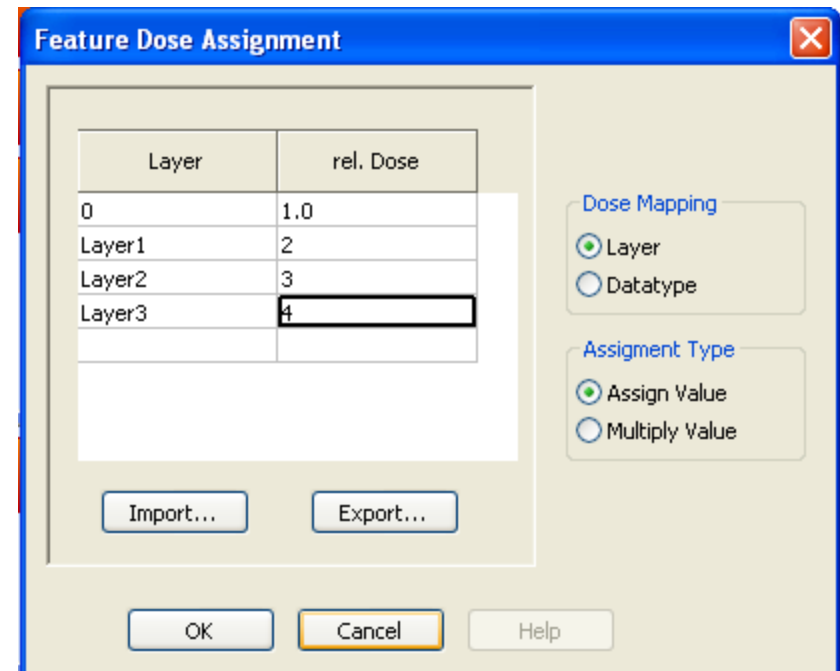 Feature Dose Assignment
Layer rel. Dose
0 1.0
Layer1 2
Layer2 3
Layer3 4
Import... Export...
Dose Mapping
Layer
Datatype
Assigment Type
Assign Value
Multiply Value
OK Cancel Help